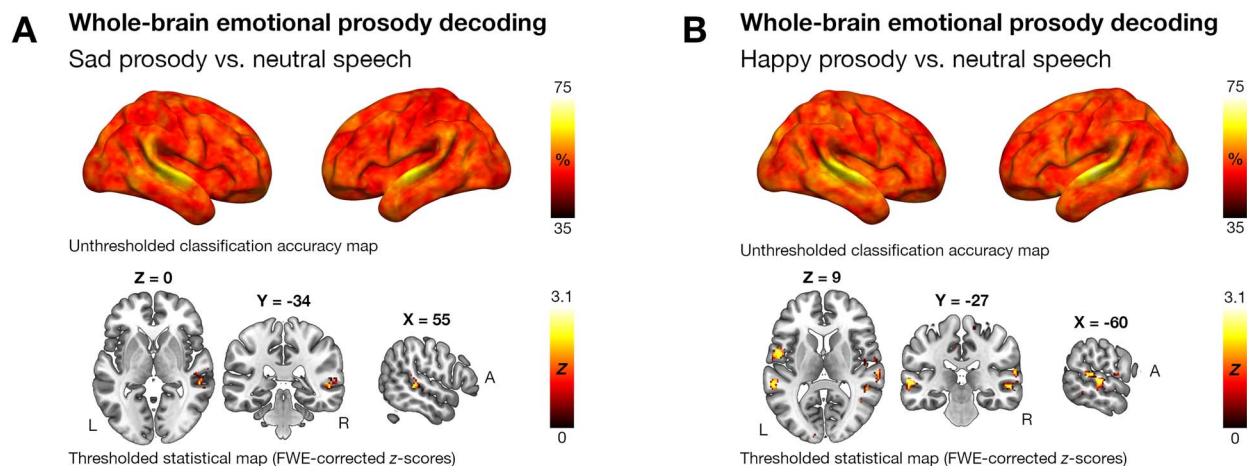 A
Whole-brain emotional prosody decoding
Sad prosody vs. neutral speech
75
%
35
Unthresholded classification accuracy map
Z = 0
Y = -34
X = 55
A
L
R
3.1
Z
0
Thresholded statistical map (FWE-corrected z-scores)
B
Whole-brain emotional prosody decoding
Happy prosody vs. neutral speech
75
%
35
Unthresholded classification accuracy map
Z = 9
Y = -27
X = -60
A
L
R
3.1
Z
0
Thresholded statistical map (FWE-corrected z-scores)